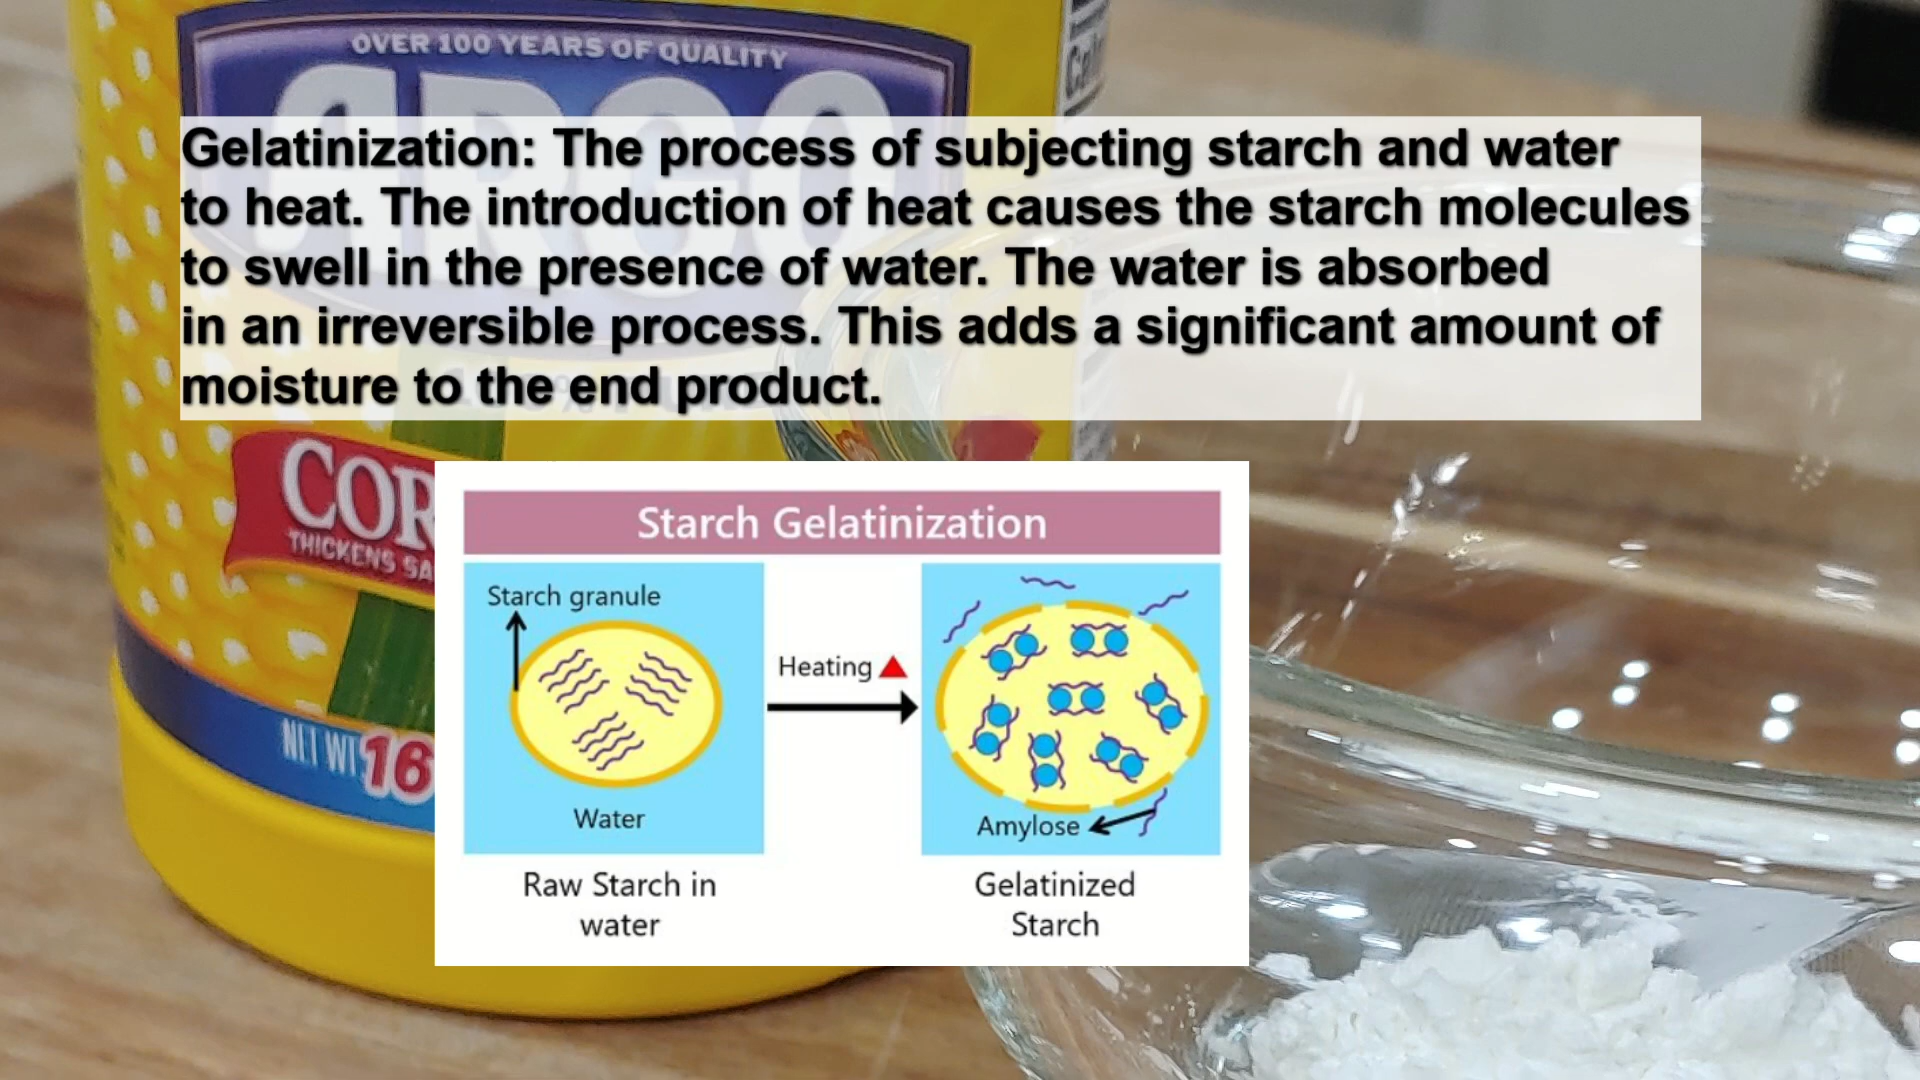 OVER 100 YEARS OF QUALITY
ARGO
Gelatinization: The process of subjecting starch and water
to heat. The introduction of heat causes the starch molecules
to swell in the presence of water. The water is absorbed
in an irreversible process. This adds a significant amount of
moisture to the end product.
COR
THICKENS SA
NET WT 16
Starch Gelatinization
Starch granule
Heating
Water
Amylose
Raw Starch in
water
Gelatinized
Starch